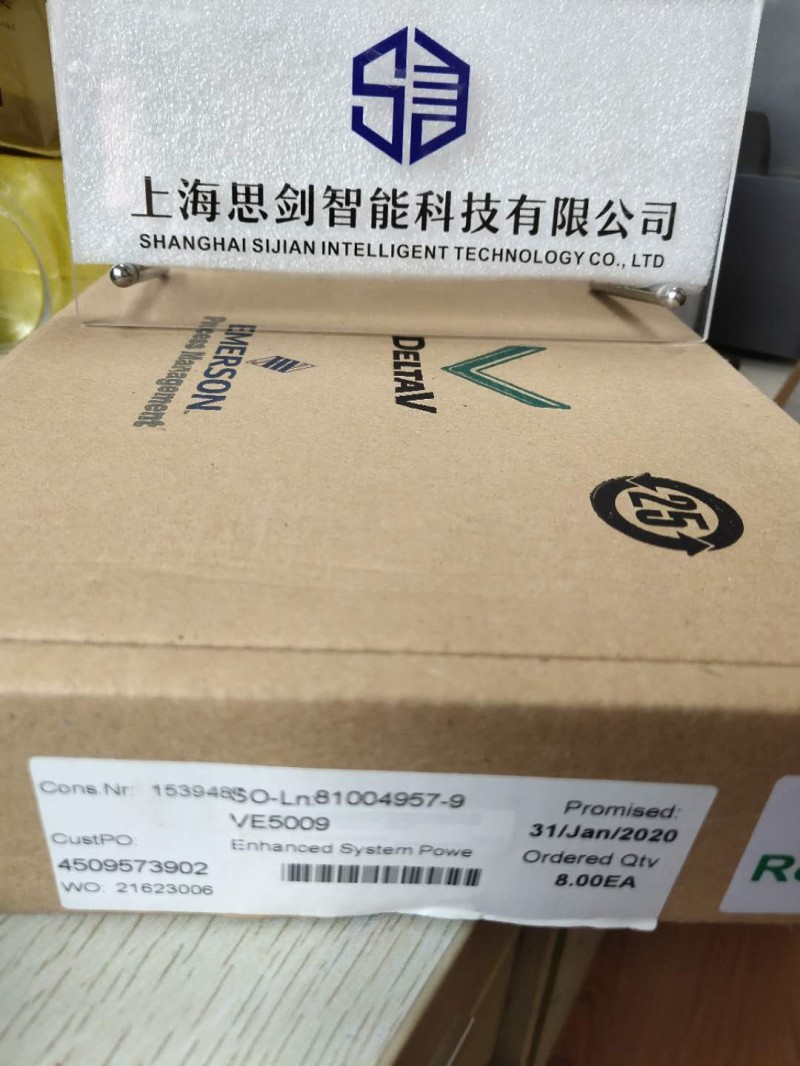 上海思剑智能科技有限公司
SHANGHAI SIJIAN INTELLIGENT TECHNOLOGY CO., LTD
EMERSON
Process Management
DELTAV
25
Cons.Nr:
SO-Ln:81004957-9
VE5009
Enhanced System Powe
CustPO:
4509573902
WO: 21623006
Promised:
31/Jan/2020
Ordered Qty
8.00EA